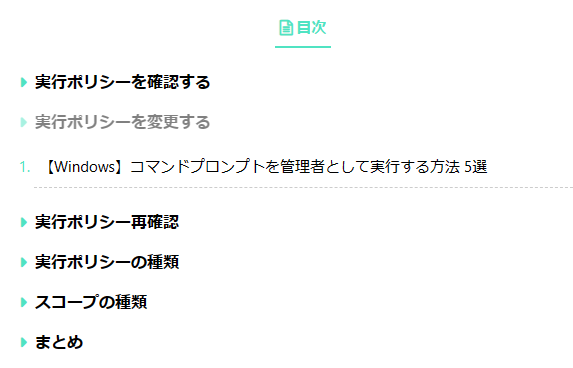 目次
実行ポリシーを確認する
実行ポリシーを変更する
1. 【Windows】コマンドプロンプトを管理者として実行する方法 5選
実行ポリシー再確認
実行ポリシーの種類
スコープの種類
まとめ